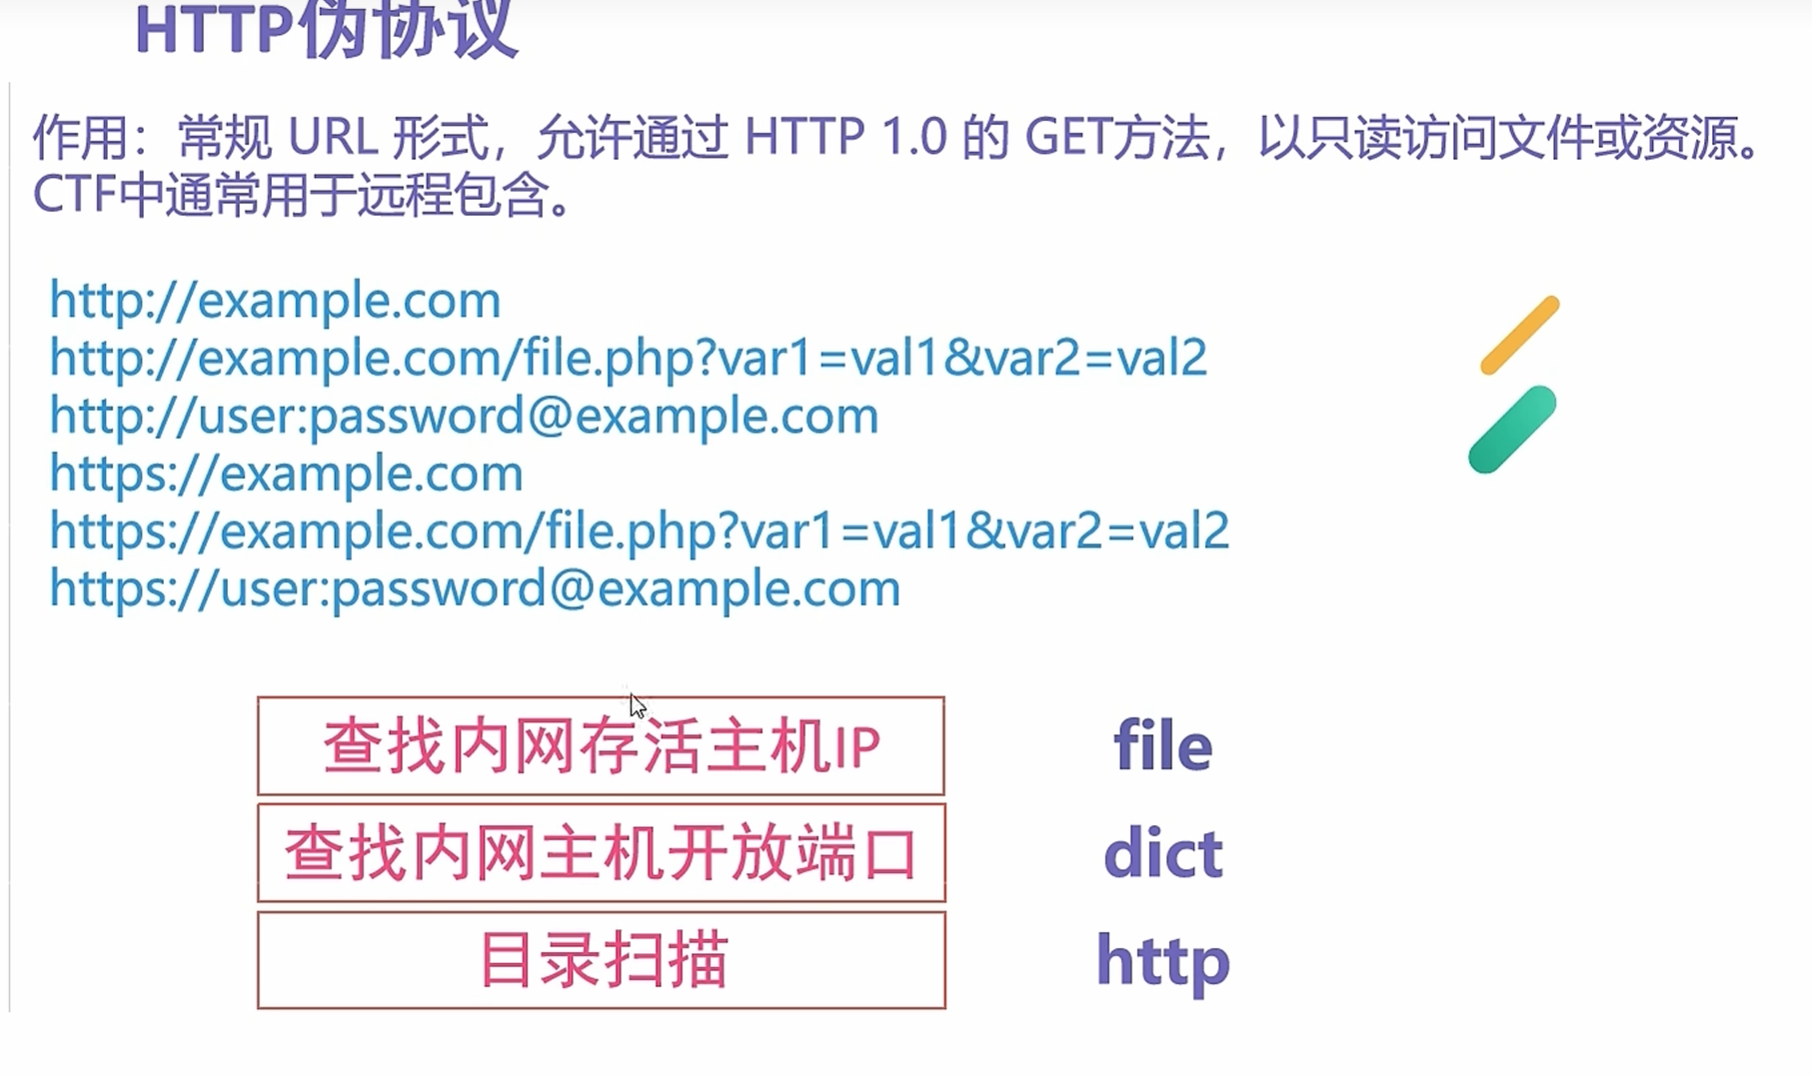 HTTP伪协议
作用：常规 URL 形式，允许通过 HTTP 1.0 的 GET方法，以只读访问文件或资源。
CTF中通常用于远程包含。
http://example.com
http://example.com/file.php?var1=val1&var2=val2
http://user:password@example.com
https://example.com
https://example.com/file.php?var1=val1&var2=val2
https://user:password@example.com
查找内网存活主机IP file
查找内网主机开放端口 dict
目录扫描 http